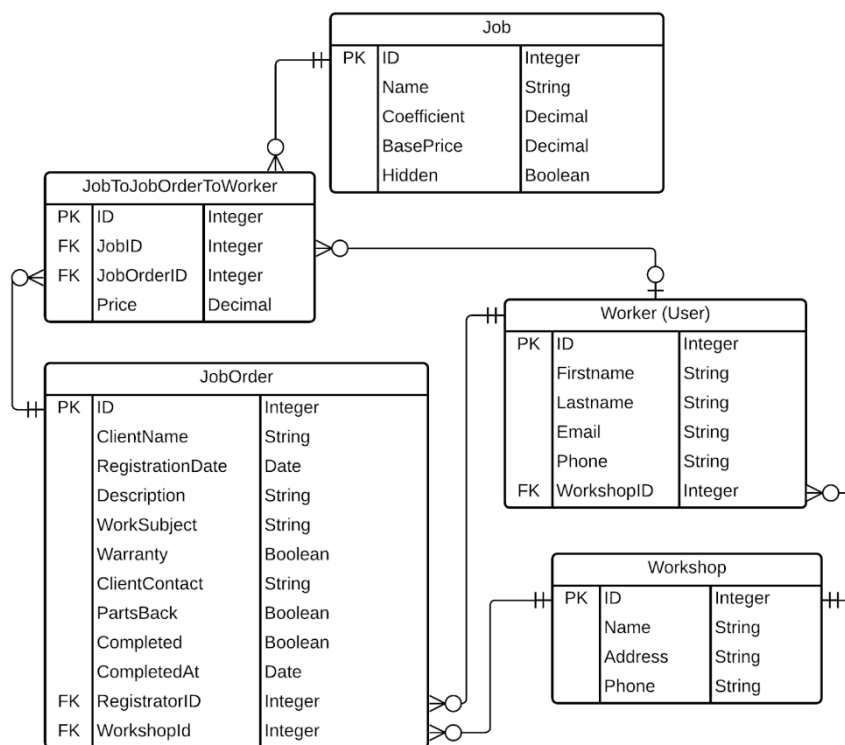 Job
PK ID Integer
Name String
Coefficient Decimal
BasePrice Decimal
Hidden Boolean
JobToJobOrderToWorker
PK ID Integer
FK JobID Integer
FK JobOrderID Integer
Price Decimal
Worker (User)
PK ID Integer
Firstname String
Lastname String
Email String
Phone String
FK WorkshopID Integer
JobOrder
PK ID Integer
ClientName String
RegistrationDate Date
Description String
WorkSubject String
Warranty Boolean
ClientContact String
PartsBack Boolean
Completed Boolean
CompletedAt Date
FK RegistratorID Integer
FK WorkshopId Integer
Workshop
PK ID Integer
Name String
Address String
Phone String